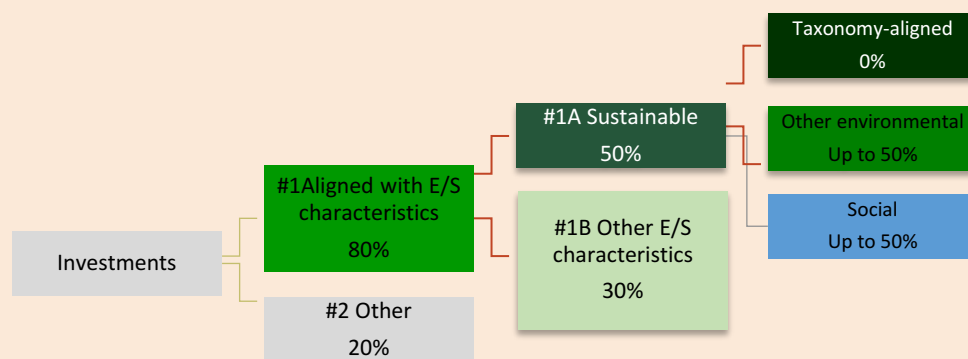 Taxonomy-aligned
0%
#1A Sustainable
50%
Other environmental
Up to 50%
#1Aligned with E/S
characteristics
80%
Social
Up to 50%
#1B Other E/S
characteristics
30%
Investments
#2 Other
20%